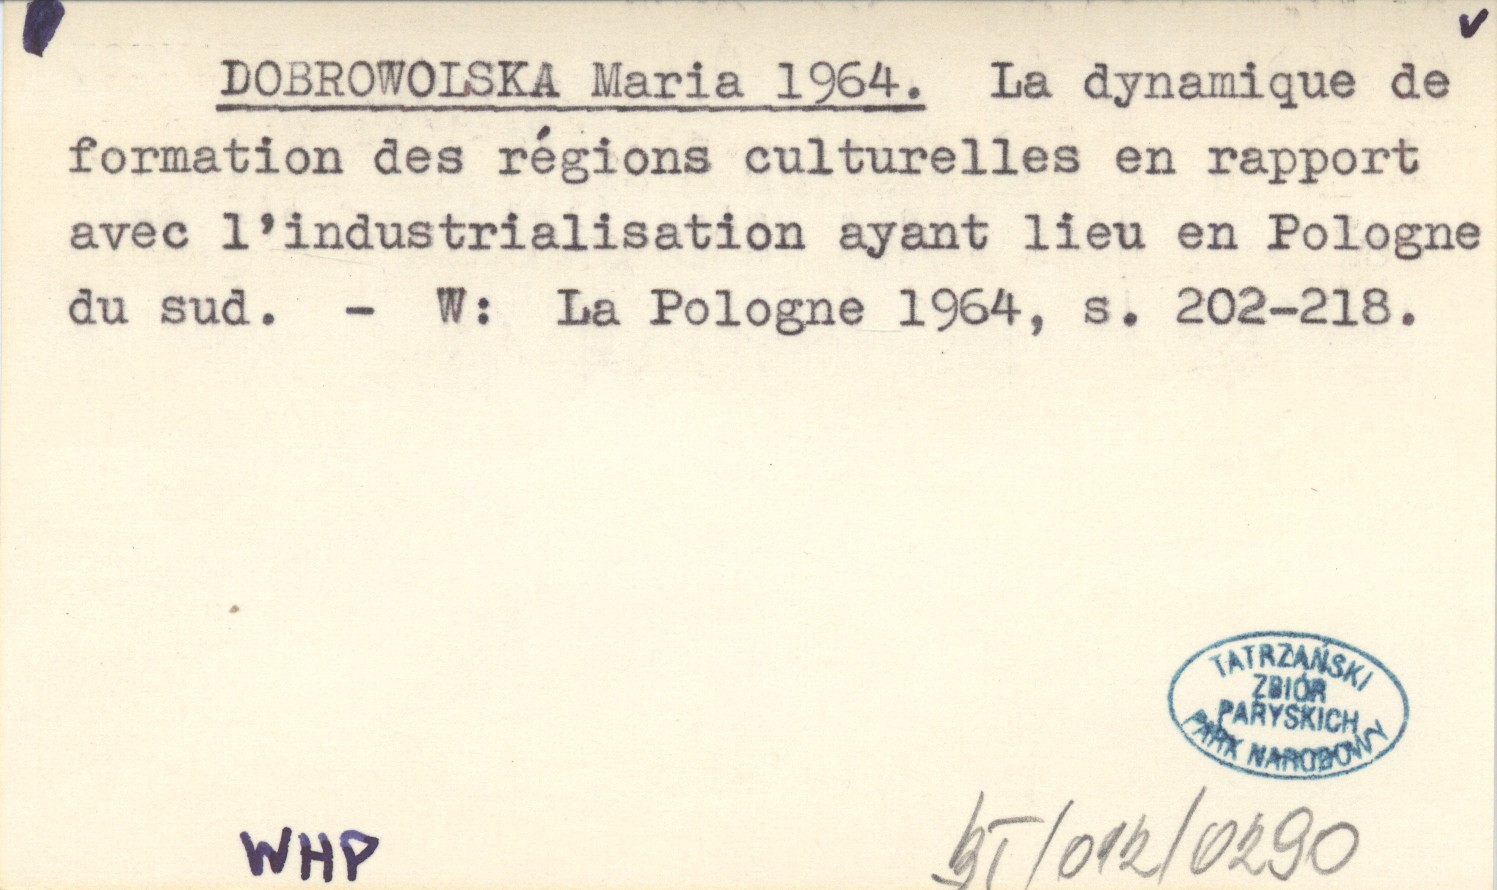 DOBROWOLSKA Maria 1964. La dynamique de
formation des régions culturelles en rapport
avec l'industrialisation ayant lieu en Pologne
du sud. - W: La Pologne 1964, s. 202-218.
TATRZAŃSKI
ZBIÓR
PARYSKICH
PARK NARODOWY
WHP
/012/0290